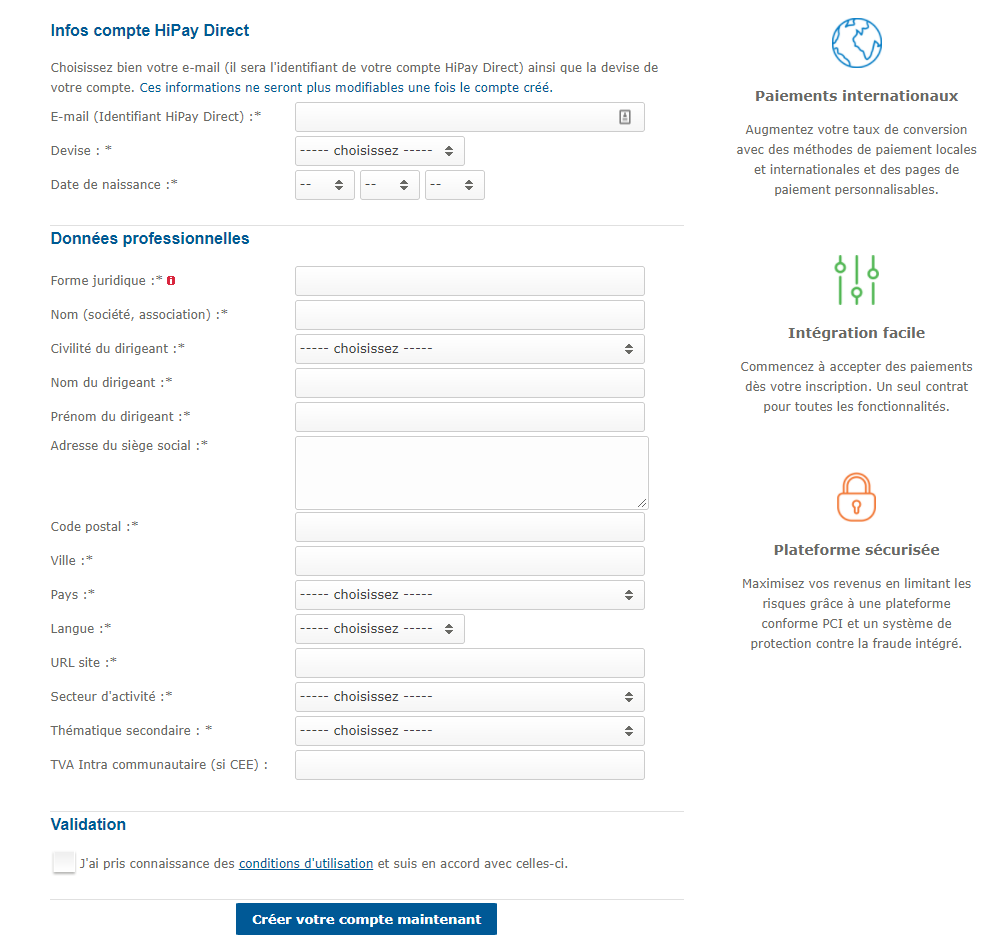 Infos compte HiPay Direct
Choisissez bien votre e-mail (il sera l'identifiant de votre compte HiPay Direct) ainsi que la devise de
votre compte. Ces informations ne seront plus modifiables une fois le compte créé.
E-mail (Identifiant HiPay Direct) :*
Devise : * ----- choisissez -----
Date de naissance :* -- -- --
Données professionnelles
Forme juridique :*
Nom (société, association) :*
Civilité du dirigeant :* ----- choisissez -----
Nom du dirigeant :*
Prénom du dirigeant :*
Adresse du siège social :*
Code postal :*
Ville :*
Pays :* ----- choisissez -----
Langue :* ----- choisissez -----
URL site :*
Secteur d'activité :* ----- choisissez -----
Thématique secondaire : * ----- choisissez -----
TVA Intra communautaire (si CEE) :
Validation
J'ai pris connaissance des conditions d'utilisation et suis en accord avec celles-ci.
Créer votre compte maintenant
Paiements internationaux
Augmentez votre taux de conversion
avec des méthodes de paiement locales
et internationales et des pages de
paiement personnalisables.
Intégration facile
Commencez à accepter des paiements
dès votre inscription. Un seul contrat
pour toutes les fonctionnalités.
Plateforme sécurisée
Maximisez vos revenus en limitant les
risques grâce à une plateforme
conforme PCI et un système de
protection contre la fraude intégré.